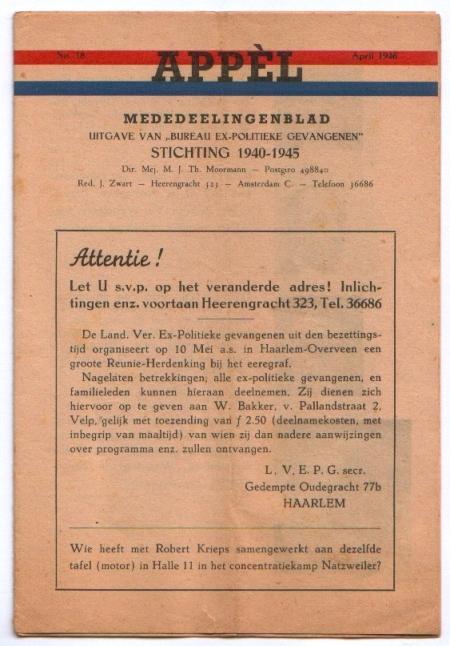 No. 18 April 1946
APPÈL
MEDEDEELINGENBLAD
UITGAVE VAN „BUREAU EX-POLITIEKE GEVANGENEN"
STICHTING 1940-1945
Dir. Mej. M. J. Th. Moormann — Postgiro 498840
Red. J. Zwart — Heerengracht 323 — Amsterdam C. — Telefoon 36686
Attentie!
Let U s.v.p. op het veranderde adres! Inlich-
tingen enz. voortaan Heerengracht 323, Tel. 36686
De Land. Ver. Ex-Politieke gevangenen uit den bezettings-
tijd organiseert op 10 Mei a.s. in Haarlem-Overveen een
groote Reunie-Herdenking bij het eeregraf.
Nagelaten betrekkingen, alle ex-politieke gevangenen, en
familieleden kunnen hieraan deelnemen. Zij dienen zich
hiervoor op te geven aan W. Bakker, v. Pallandstraat 2,
Velp, gelijk met toezending van ƒ 2.50 (deelnamekosten, met
inbegrip van maaltijd) van wien zij dan nadere aanwijzingen
over programma enz. zullen ontvangen.
L. V. E. P. G. secr.
Gedempte Oudegracht 77b
HAARLEM
Wie heeft met Robert Krieps samengewerkt aan dezelfde
tafel (motor) in Halle 11 in het concentratiekamp Natzweiler?